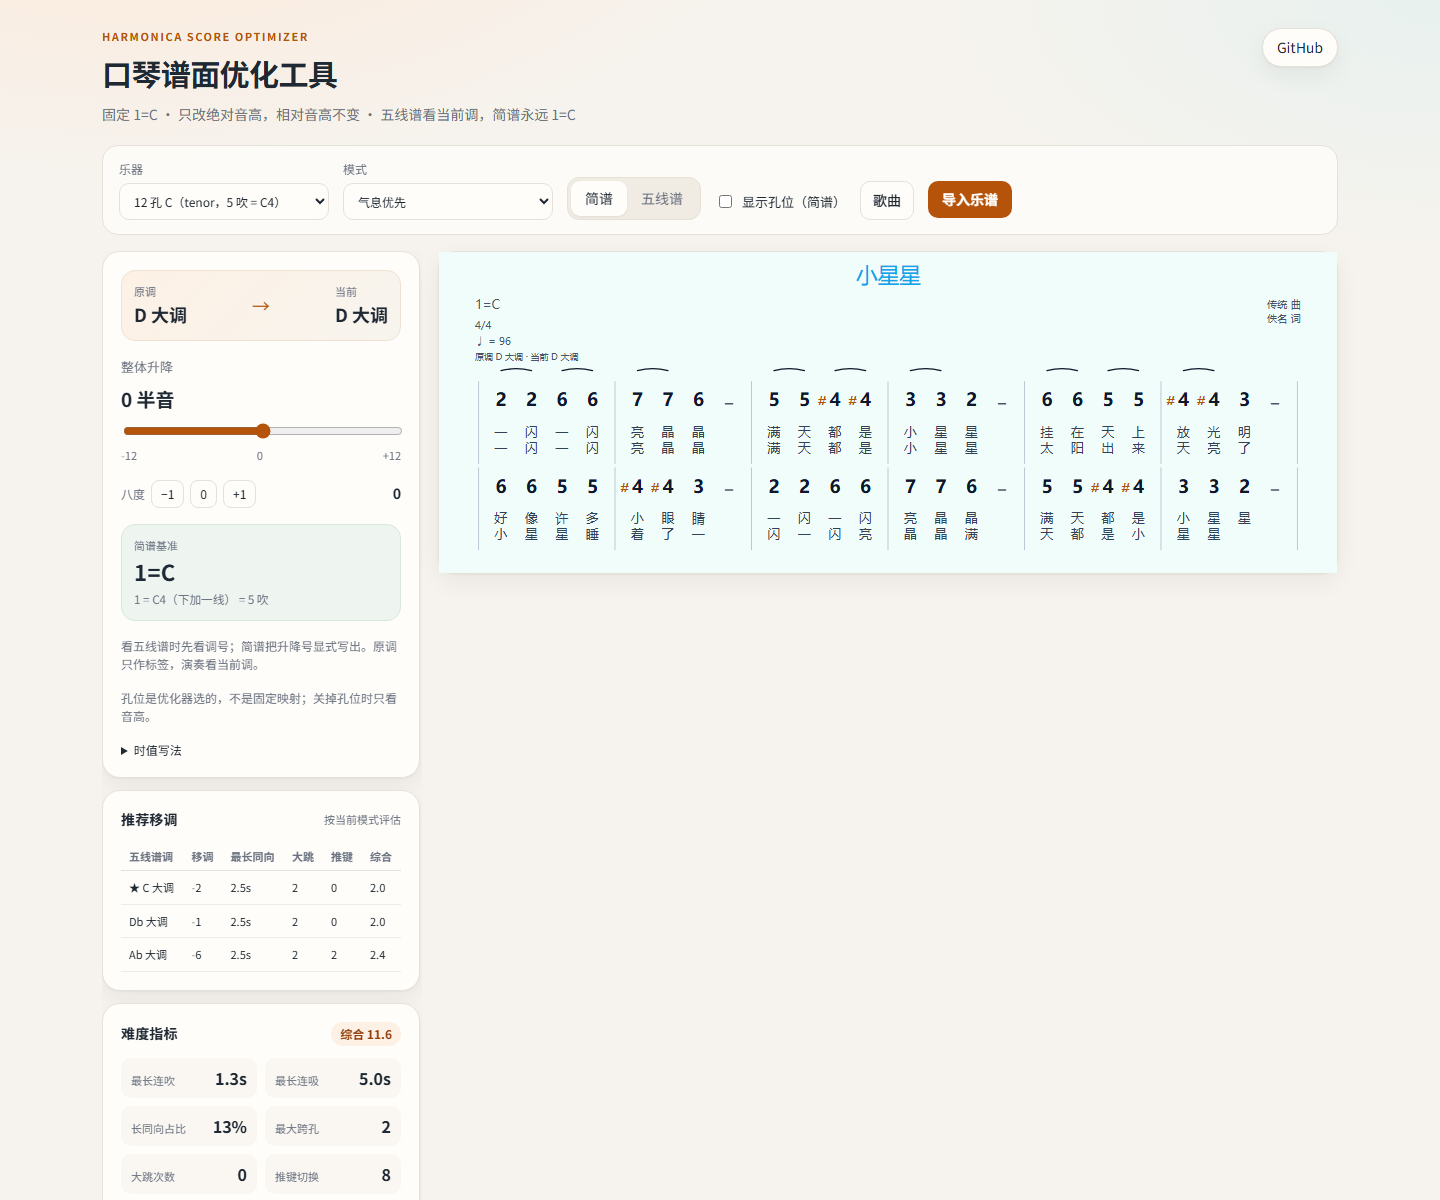 HARMONICA SCORE OPTIMIZER
口琴谱面优化工具
固定 1=C • 只改绝对音高，相对音高不变 • 五线谱看当前调，简谱永远 1=C
GitHub
乐器
12 孔 C（tenor，5 吹 = C4）
模式
气息优先
简谱
五线谱
显示孔位（简谱）
歌曲
导入乐谱
原调
D 大调
→
当前
D 大调
整体升降
0 半音
-12 0 +12
八度 −1 0 +1 0
简谱基准
1=C
1 = C4（下加一线） = 5 吹
看五线谱时先看调号；简谱把升降号显式写出。原调
只作标签，演奏看当前调。
孔位是优化器选的，不是固定映射；关掉孔位时只看
音高。
▶ 时值写法
推荐移调
按当前模式评估
五线谱调 移调 最长同向 大跳 推键 综合
★ C 大调 -2 2.5s 2 0 2.0
Db 大调 -1 2.5s 2 0 2.0
Ab 大调 -6 2.5s 2 2 2.4
难度指标
综合 11.6
最长连吹 1.3s
最长连吸 5.0s
长同向占比 13%
最大跨孔 2
大跳次数 0
推键切换 8
小星星
1=C
4/4
♩ = 96
原调 D 大调 · 当前 D 大调
传统 曲
佚名 词
2 2 6 6 7 7 6 – 5 5 #4 #4 3 3 2 – 6 6 5 5 #4 #4 3 –
一 闪 一 闪 亮 晶 晶 满 天 都 是 小 星 星 挂 在 天 上 放 光 明
一 闪 一 闪 亮 晶 晶 满 天 都 是 小 星 星 太 阳 出 来 天 亮 了
6 6 5 5 #4 #4 3 – 2 2 6 6 7 7 6 – 5 5 #4 #4 3 3 2 –
好 像 许 多 小 眼 睛 一 闪 一 闪 亮 晶 晶 满 天 都 是 小 星 星
小 星 星 睡 着 了 一 闪 一 闪 亮 晶 晶 满 天 都 是 小 星 星